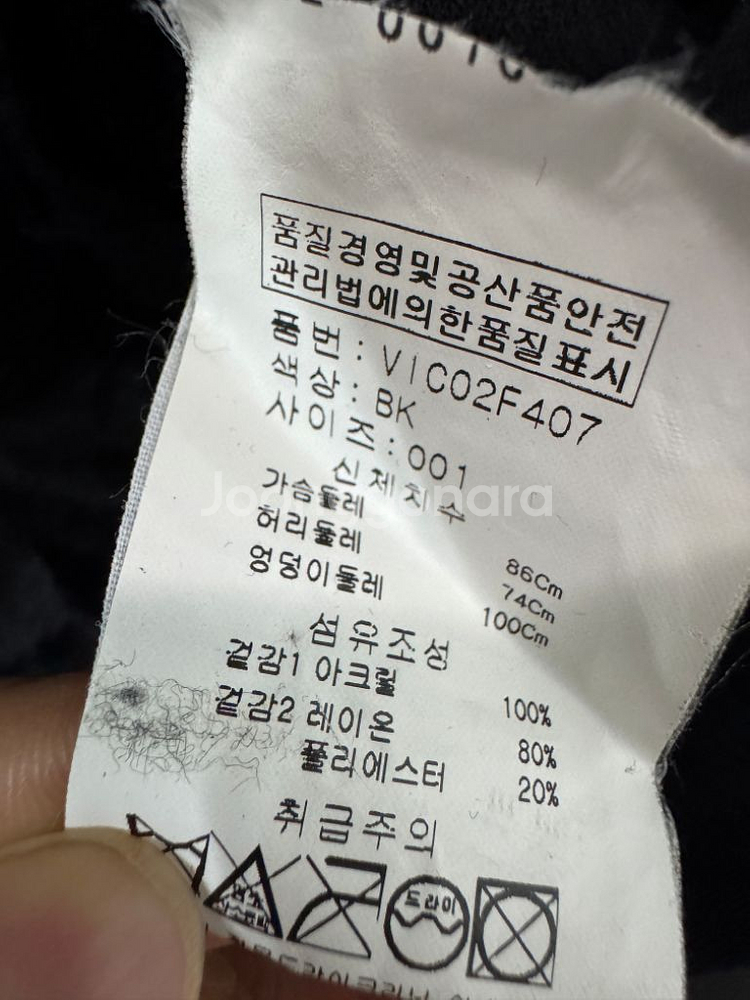 품질경영및공산품안전
관리법에의한품질표시
품번 : VIC02F407
색상 : BK
사이즈 : 001
신체치수
가슴둘레 86Cm
허리둘레 74Cm
엉덩이둘레 100Cm
섬유조성
겉감1 아크릴 100%
겉감2 레이온 80%
폴리에스터 20%
취급주의
드라이
Joonggonara